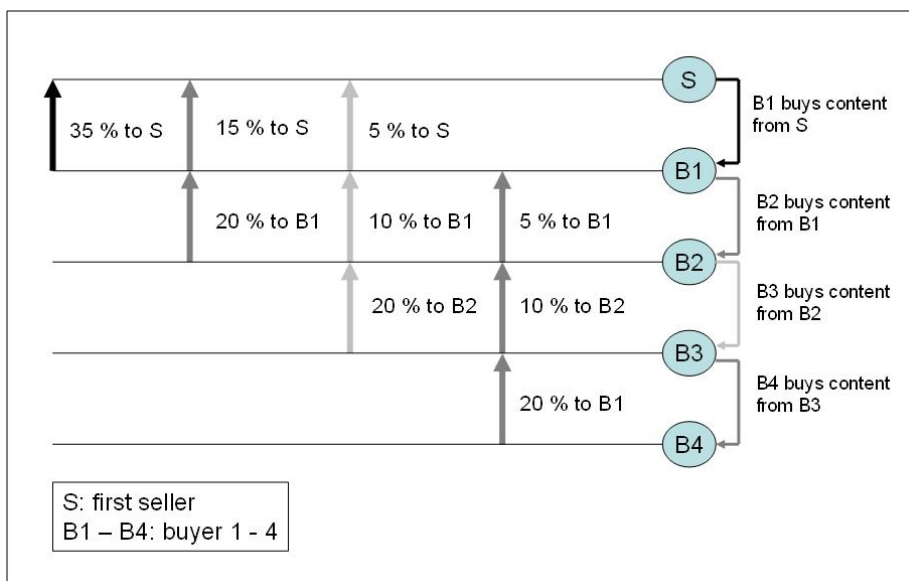 S
35 % to S
15 % to S
5 % to S
B1 buys content
from S
B1
20 % to B1
10 % to B1
5 % to B1
B2 buys content
from B1
B2
20 % to B2
10 % to B2
B3 buys content
from B2
B3
20 % to B1
B4 buys content
from B3
B4
S: first seller
B1 – B4: buyer 1 - 4